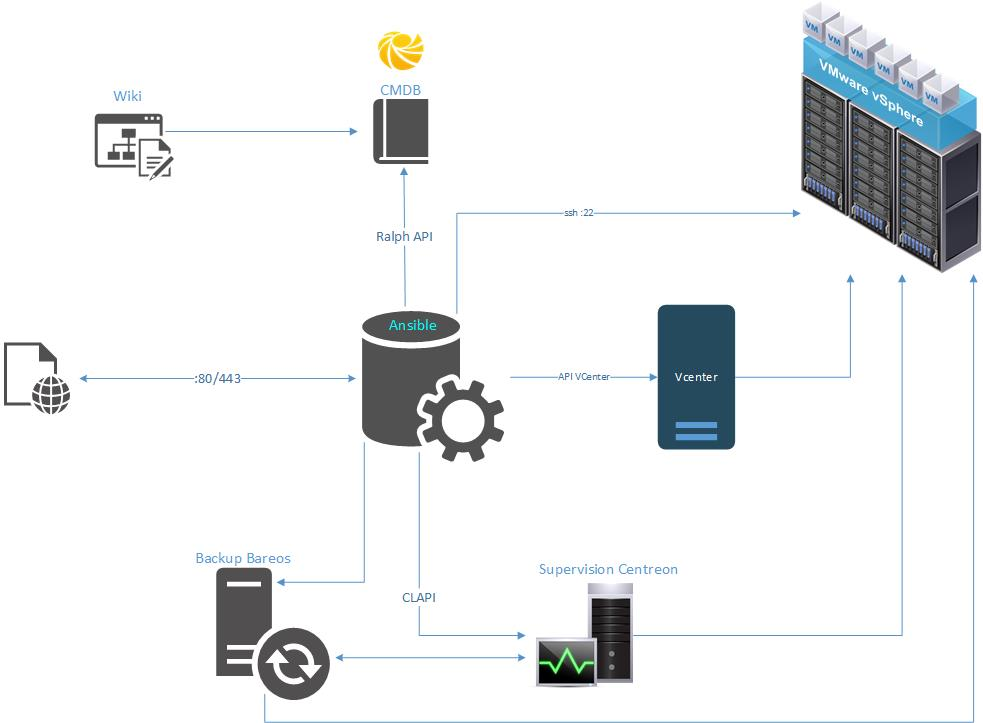 VM
VM
VM
VM
VM
VM
VMware vSphere
CMDB
Wiki
ssh :22
Ralph API
Ansible
:80/443
API VCenter
Vcenter
Backup Bareos
Supervision Centreon
CLAPI